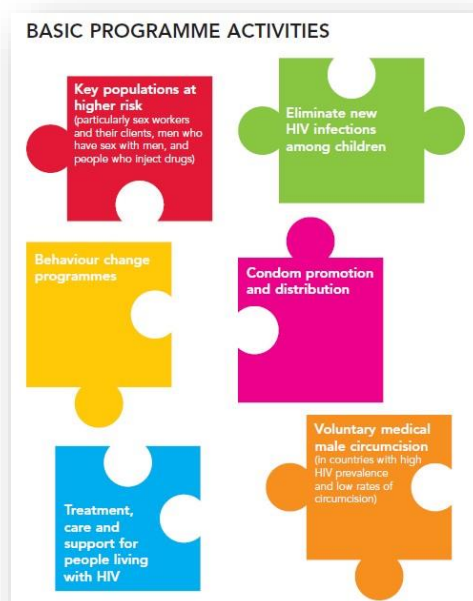 BASIC PROGRAMME ACTIVITIES
Key populations at
higher risk
(particularly sex workers
and their clients, men who
have sex with men, and
people who inject drugs)
Eliminate new
HIV infections
among children
Behaviour change
programmes
Condom promotion
and distribution
Treatment,
care and
support for
people living
with HIV
Voluntary medical
male circumcision
(in countries with high
HIV prevalence
and low rates of
circumcision)